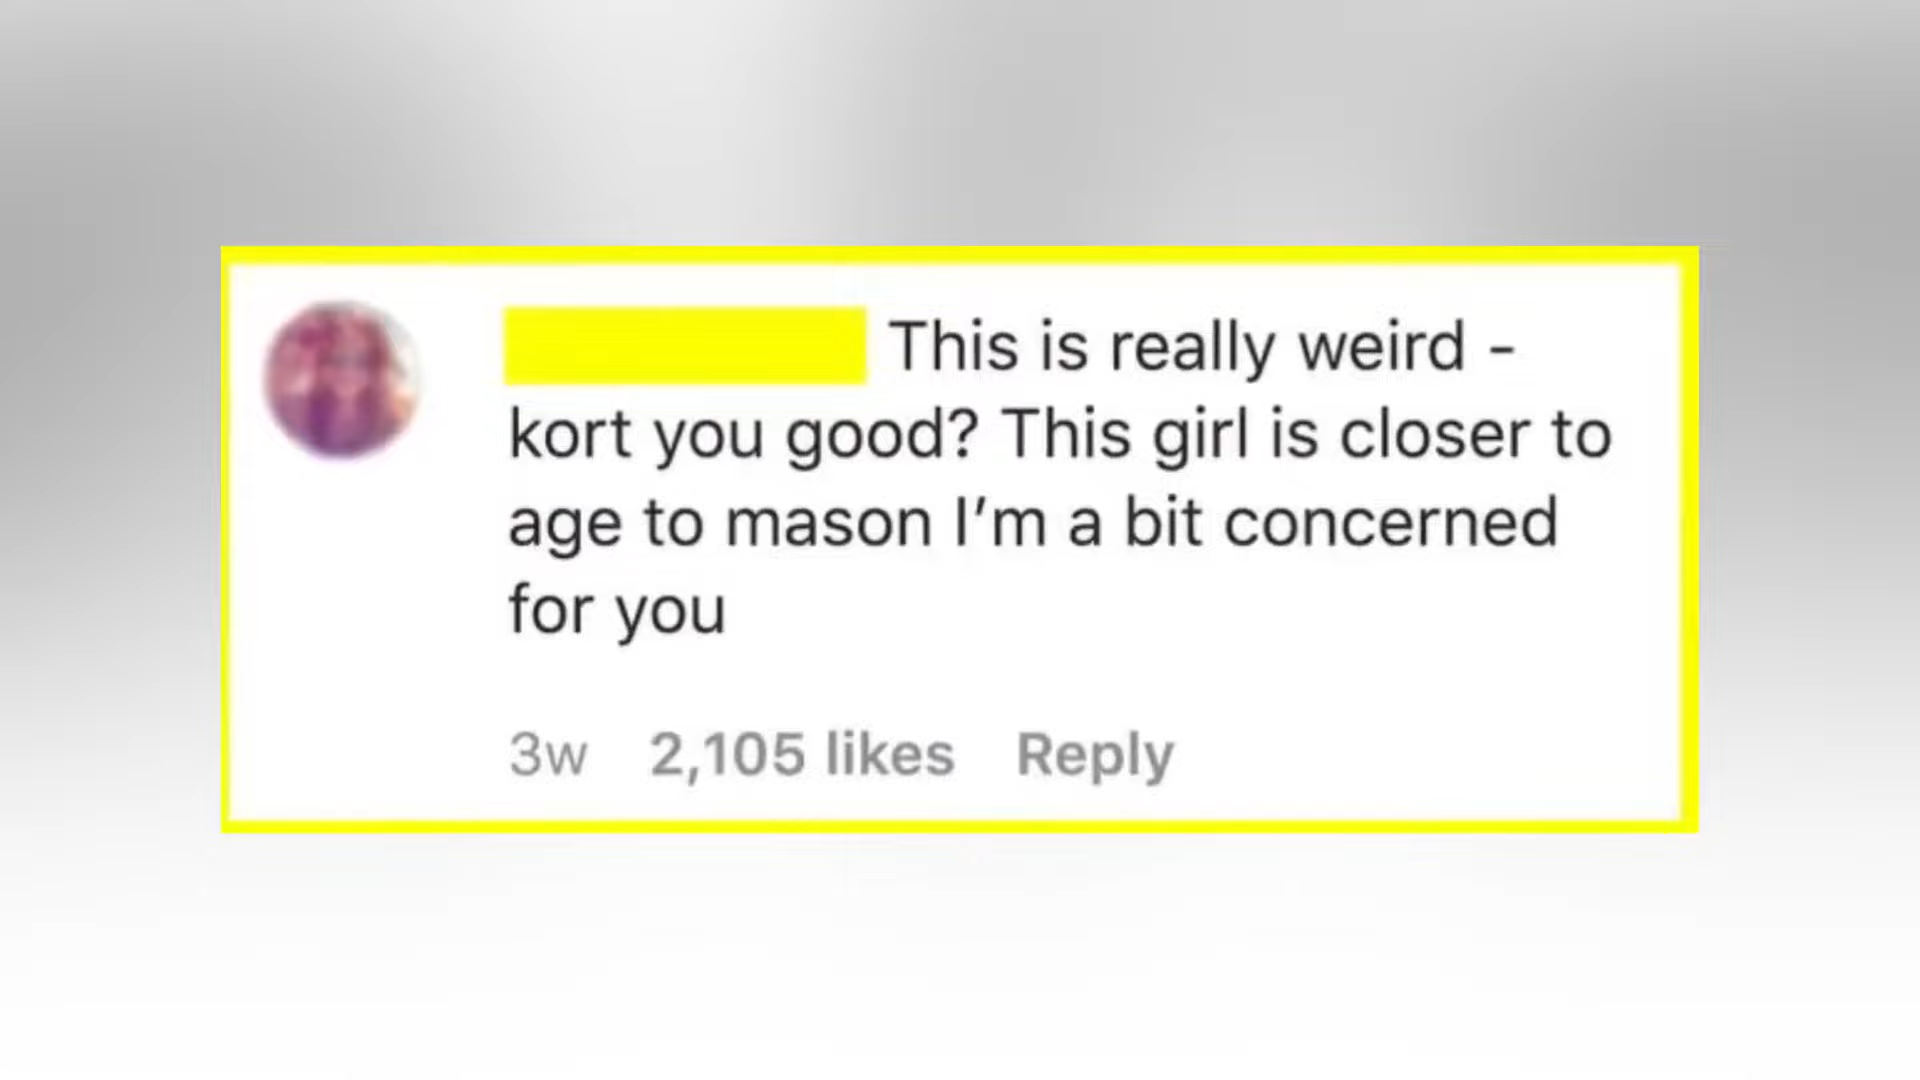 This is really weird -
kort you good? This girl is closer to
age to mason I'm a bit concerned
for you
3w 2,105 likes Reply